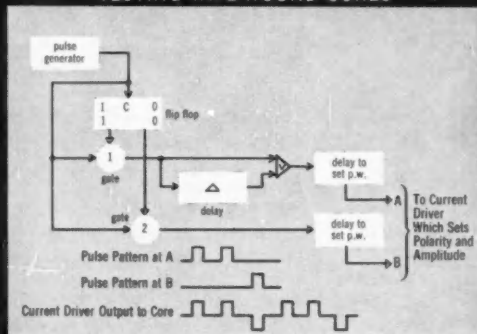 pulse
generator
1 C 0
1 0
flip flop
1
gate
delay to
set p.w.
A
Δ
delay
To Current
Driver
Which Sets
Polarity and
Amplitude
gate
2
delay to
set p.w.
B
Pulse Pattern at A
Pulse Pattern at B
Current Driver Output to Core